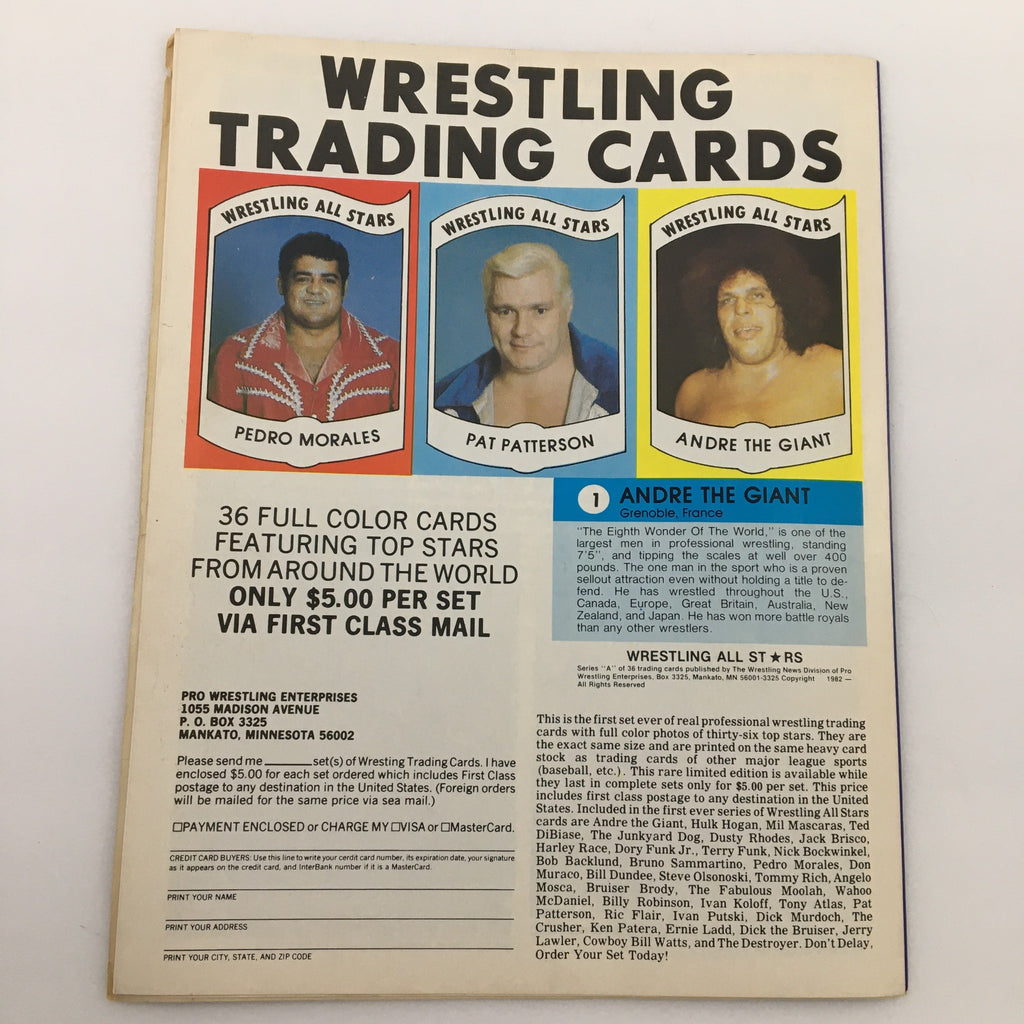 WRESTLING
TRADING CARDS
WRESTLING ALL STARS
PEDRO MORALES
WRESTLING ALL STARS
PAT PATTERSON
WRESTLING ALL STARS
ANDRE THE GIANT
36 FULL COLOR CARDS
FEATURING TOP STARS
FROM AROUND THE WORLD
ONLY $5.00 PER SET
VIA FIRST CLASS MAIL
1 ANDRE THE GIANT
Grenoble, France
"The Eighth Wonder Of The World," is one of the
largest men in professional wrestling, standing
7'5", and tipping the scales at well over 400
pounds. The one man in the sport who is a proven
sellout attraction even without holding a title to de-
fend. He has wrestled throughout the U.S.,
Canada, Europe, Great Britain, Australia, New
Zealand, and Japan. He has won more battle royals
than any other wrestlers.
WRESTLING ALL ST★RS
Series "A" of 36 trading cards published by The Wrestling News Division of Pro
Wrestling Enterprises, Box 3325, Mankato, MN 56001-3325 Copyright 1982 —
All Rights Reserved
PRO WRESTLING ENTERPRISES
1055 MADISON AVENUE
P. O. BOX 3325
MANKATO, MINNESOTA 56002
Please send me ______ set(s) of Wresting Trading Cards. I have
enclosed $5.00 for each set ordered which includes First Class
postage to any destination in the United States. (Foreign orders
will be mailed for the same price via sea mail.)
☐PAYMENT ENCLOSED or CHARGE MY ☐VISA or ☐MasterCard.
CREDIT CARD BUYERS: Use this line to write your cerdit card number, its expiration date, your signature
as it appears on the credit card, and InterBank number if it is a MasterCard.
PRINT YOUR NAME
PRINT YOUR ADDRESS
PRINT YOUR CITY, STATE, AND ZIP CODE
This is the first set ever of real professional wrestling trading
cards with full color photos of thirty-six top stars. They are
the exact same size and are printed on the same heavy card
stock as trading cards of other major league sports
(baseball, etc.). This rare limited edition is available while
they last in complete sets only for $5.00 per set. This price
includes first class postage to any destination in the United
States. Included in the first ever series of Wrestling All Stars
cards are Andre the Giant, Hulk Hogan, Mil Mascaras, Ted
DiBiase, The Junkyard Dog, Dusty Rhodes, Jack Brisco,
Harley Race, Dory Funk Jr., Terry Funk, Nick Bockwinkel,
Bob Backlund, Bruno Sammartino, Pedro Morales, Don
Muraco, Bill Dundee, Steve Olsonoski, Tommy Rich, Angelo
Mosca, Bruiser Brody, The Fabulous Moolah, Wahoo
McDaniel, Billy Robinson, Ivan Koloff, Tony Atlas, Pat
Patterson, Ric Flair, Ivan Putski, Dick Murdoch, The
Crusher, Ken Patera, Ernie Ladd, Dick the Bruiser, Jerry
Lawler, Cowboy Bill Watts, and The Destroyer. Don't Delay,
Order Your Set Today!